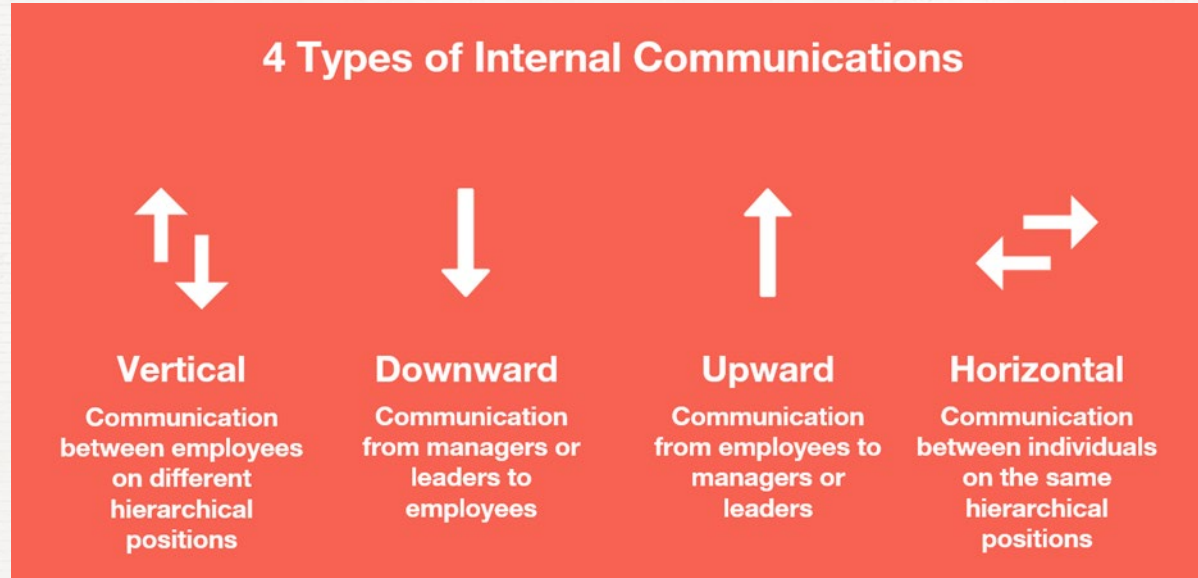 4 Types of Internal Communications
Vertical
Communication
between employees
on different
hierarchical
positions
Downward
Communication
from managers or
leaders to
employees
Upward
Communication
from employees to
managers or
leaders
Horizontal
Communication
between individuals
on the same
hierarchical
positions